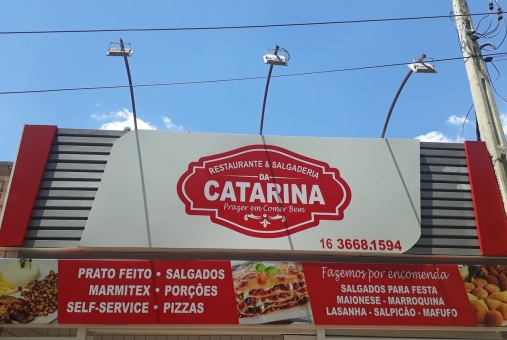 RESTAURANTE & SALGADERIA
DA
CATARINA
Prazer em Comer Bem
16 3668.1594
PRATO FEITO • SALGADOS
MARMITEX • PORÇÕES
SELF-SERVICE • PIZZAS
Fazemos por encomenda
SALGADOS PARA FESTA
MAIONESE - MARROQUINA
LASANHA - SALPICÃO - MAFUFO